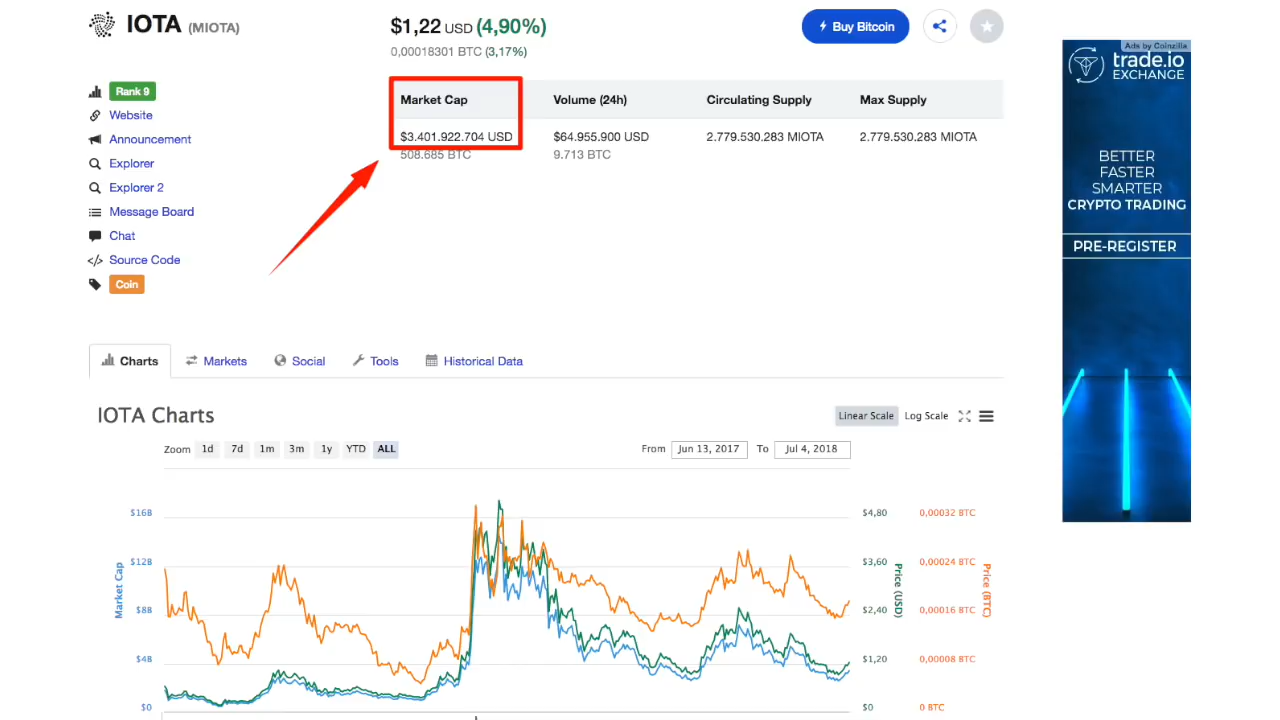 IOTA (MIOTA)
$1,22 USD (4,90%)
0,00018301 BTC (3,17%)
Buy Bitcoin
Rank 9
Website
Announcement
Explorer
Explorer 2
Message Board
Chat
Source Code
Coin
Market Cap
$3.401.922.704 USD
508.685 BTC
Volume (24h)
$64.955.900 USD
9.713 BTC
Circulating Supply
2.779.530.283 MIOTA
Max Supply
2.779.530.283 MIOTA
Ads by Coinzilla
trade.io
EXCHANGE
BETTER
FASTER
SMARTER
CRYPTO TRADING
PRE-REGISTER
Charts
Markets
Social
Tools
Historical Data
IOTA Charts
Linear Scale
Log Scale
Zoom 1d 7d 1m 3m 1y YTD ALL
From Jun 13, 2017 To Jul 4, 2018
Market Cap
$16B
$12B
$8B
$4B
$0
$4,80
$3,60
$2,40
$1,20
$0
Price (USD)
0,00032 BTC
0,00024 BTC
0,00016 BTC
0,00008 BTC
0 BTC
Price (BTC)